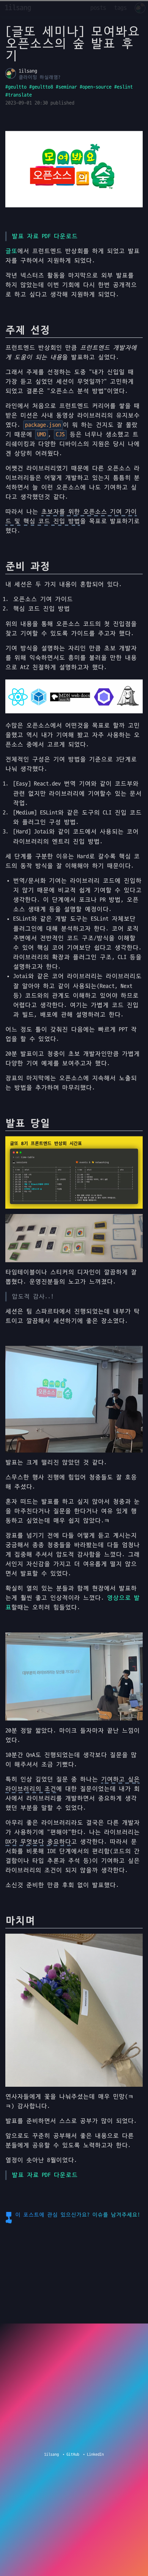 1ilsang
posts
tags
[글또 세미나] 모여봐요
오픈소스의 숲 발표 후
기
1ilsang
클라이밍 하실래염?
#geultto #geultto8 #seminar #open-source #eslint
#translate
2023-09-01 20:30 published
모여봐요
오픈소스의 숲
발표 자료 PDF 다운로드
글또에서 프런트엔드 반상회를 하게 되었고 발표
자를 구하여서 지원하게 되었다.
작년 넥스터즈 활동을 마지막으로 외부 발표를
하지 않았는데 이번 기회에 다시 한번 공개적으
로 하고 싶다고 생각해 지원하게 되었다.
주제 선정
프런트엔드 반상회인 만큼 프런트엔드 개발자에
게 도움이 되는 내용을 발표하고 싶었다.
그래서 주제를 선정하는 도중 "내가 신입일 때
가장 듣고 싶었던 세션이 무엇일까?" 고민하게
되었고 결론은 "오픈소스 분석 방법"이었다.
라인에서 처음으로 프런트엔드 커리어를 쌓을 때
받은 미션은 사내 동영상 라이브러리의 유지보수
였다. package.json이 뭐 하는 건지도 잘 몰랐
기 때문에 UMD, CJS 등은 너무나 생소했고 트
리쉐이킹과 다양한 디바이스의 지원은 당시 나에
겐 상당히 어려웠다.
어쨋건 라이브러리였기 때문에 다른 오픈소스 라
이브러리들은 어떻게 개발하고 있는지 분석을 통
하면서 늘 이런 오픈소스에 나도 기여하고 싶
다고 생각했던것 같다.
따라서 나는 초보자를 위한 오픈소스 기여 가이
드 및 핵심 코드 진입 방법을 목표로 발표하기로
했다.
준비 과정
내 세션은 두 가지 내용이 혼합되어 있다.
1. 오픈소스 기여 가이드
2. 핵심 코드 진입 방법
위의 내용을 통해 오픈소스 코드의 첫 진입점을
찾고 기여할 수 있도록 가이드를 주고자 했다.
기여 방식을 설명하는 자리인 만큼 초보 개발자
를 위해 익숙하면서도 흥미를 불러올 만한 내용
으로 AtZ 친절하게 설명하고자 했다.
MDN web docs
수많은 오픈소스에서 어떤것을 목표로 할까 고민
을했고 역시 내가 기여해 봤고 자주 사용하는 오
픈소스 중에서 고르게 되었다.
전체적인 구성은 기여 방법을 기준으로 3단계로
나눠 생각했다.
1. [Easy] React.dev 번역 기여와 같이 코드부와
관련 없지만 라이브러리에 기여할수 있는 문서
작업.
2. [Medium] ESLint와 같은 도구의 CLI 진입 코드
와 플러그인 구성 방법.
3. [Hard] Jotai와 같이 코드에서 사용되는 코어
라이브러리의 엔트리 진입 방법.
세 단계를 구분한 이유는 Hard로 갈수록 핵심 코
드의 동작 방식을 잘 이해해야 하기 때문이다.
• 번역/문서화 기여는 라이브러리 코드에 진입하
지 않기 때문에 비교적 쉽게 기여할 수 있다고
생각한다. 이 단계에서 포크나 PR 방법, 오픈
소스 생태계 등을 설명할 예정이다.
• ESLint와 같은 개발 도구는 ESLint 자체보단
플러그인에 대해 분석하고자 한다. 코어 로직
보단 전반적인 코드 구조/방식을 이해할 수
있어 핵심 코어 기여보단 쉽다고 생각한다.
라이브러리의 확장과 플러그인 구조, CLI 등을
설명하고자 한다.
• Jotai와 같은 코어 라이브러리는 라이브러리도
잘 알아야 하고 같이 사용되는(React, Next
등) 코드와의 관계도 이해하고 있어야 하므로
어렵다고 생각한다. 여기는 가볍게 코드 진입
과 빌드, 배포에 관해 설명하려고 한다.
어느 정도 틀이 갖춰진 다음에는 빠르게 PPT 작
업을 할 수 있었다.
20분 발표이고 청중이 초보 개발자인만큼 가볍게
다양한 기여 예제를 보여주고자 했다.
장표의 마지막에는 오픈소스에 지속해서 노출되
는 방법을 추가하며 마무리했다.
발표 당일
글또 8기 프론트엔드 반상회 시간표
타임테이블이나 스티커의 디자인이 깔끔하게 잘
뽑혔다. 운영진분들의 노고가 느껴졌다.
압도적 감사..!
세션은 팀 스파르타에서 진행되었는데 내부가 탁
트이고 깔끔해서 세션하기에 좋은 장소였다.
발표는 크게 떨리진 않았던 것 같다.
스무스한 행사 진행에 힘입어 청중들도 잘 호응
해 주셨다.
혼자 떠드는 발표를 하고 싶지 않아서 청중과 눈
을 마주친다거나 질문을 한다거나 여유 있게 행
동하고 싶었는데 매우 쉽지 않았다.ㅋ
장표를 넘기기 전에 다들 어떻게 듣고 계시는지
궁금해서 종종 청중들을 바라봤는데 다들 엄청나
게 집중해 주셔서 압도적 감사함을 느꼈다. 그래
서인지 자신감을 가지고 더 여유롭게 떨지 않으
면서 발표할 수 있었다.
확실히 열의 있는 분들과 함께 현장에서 발표하
는게 훨씬 좋고 인상적이라 느꼈다. 영상으로 발
표할때는 오히려 힘들었다.
20분 정말 짧았다. 마이크 들자마자 끝난 느낌이
었다.
10분간 QnA도 진행되었는데 생각보다 질문을 많
이 해주셔서 조금 기뻤다.
특히 인상 깊었던 질문 중 하나는 기여하고 싶은
라이브러리의 조건에 대한 질문이었는데 내가 회
사에서 라이브러리를 개발하면서 중요하게 생각
했던 부분을 말할 수 있었다.
아무리 좋은 라이브러리라도 결국은 다른 개발자
가 사용하기에 "편해야"한다. 나는 라이브러리는
DX가 무엇보다 중요하다고 생각한다. 따라서 문
서화를 비롯해 IDE 단계에서의 편리함(코드의 간
결함이나 타입 추론과 주석 등)이 기여하고 싶은
라이브러리의 조건이 되지 않을까 생각한다.
소신것 준비한 만큼 후회 없이 발표했다.
마치며
연사자들에게 꽃을 나눠주셨는데 매우 민망(ㅋ
ㅋ) 감사합니다.
발표를 준비하면서 스스로 공부가 많이 되었다.
앞으로도 꾸준히 공부해서 좋은 내용으로 다른
분들에게 공유할 수 있도록 노력하고자 한다.
열정이 솟아난 8월이었다.
발표 자료 PDF 다운로드
이 포스트에 관심 있으신가요? 이슈를 남겨주세요!
1ilsang • GitHub • LinkedIn